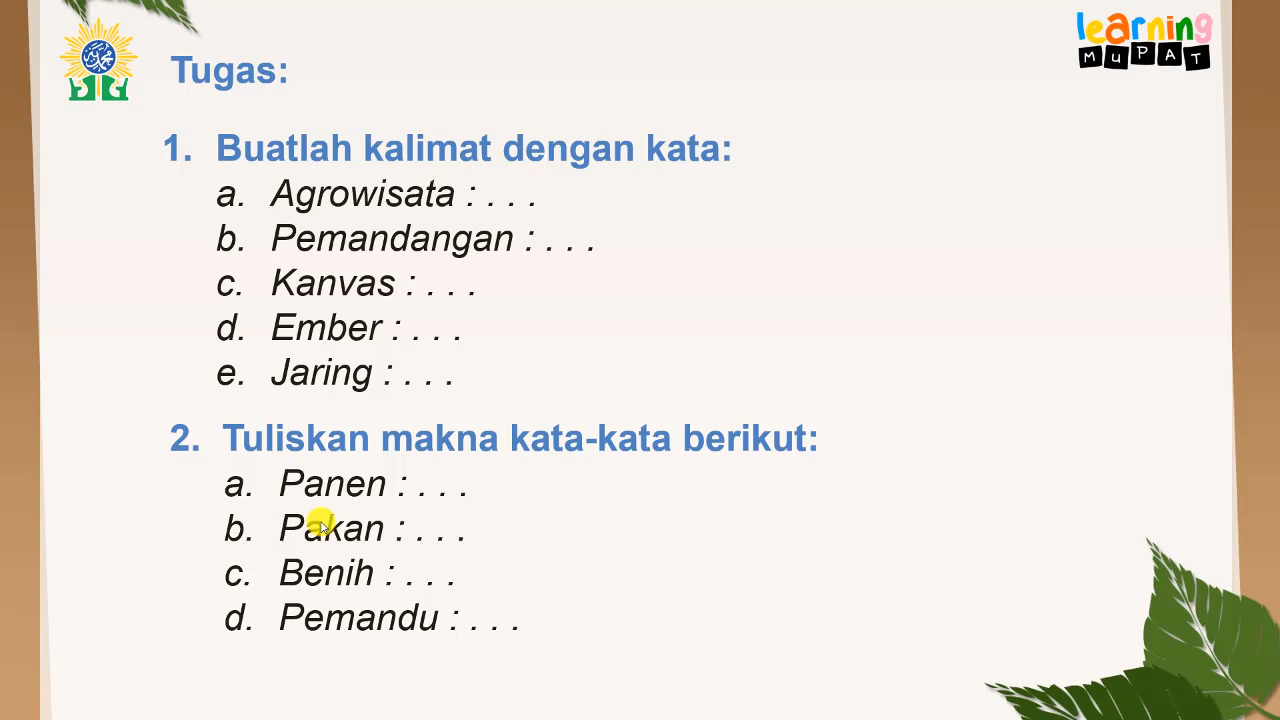 learning
MUPAT
Tugas:
1. Buatlah kalimat dengan kata:
a. Agrowisata : . . .
b. Pemandangan : . . .
c. Kanvas : . . .
d. Ember : . . .
e. Jaring : . . .
2. Tuliskan makna kata-kata berikut:
a. Panen : . . .
b. Pakan : . . .
c. Benih : . . .
d. Pemandu : . . .